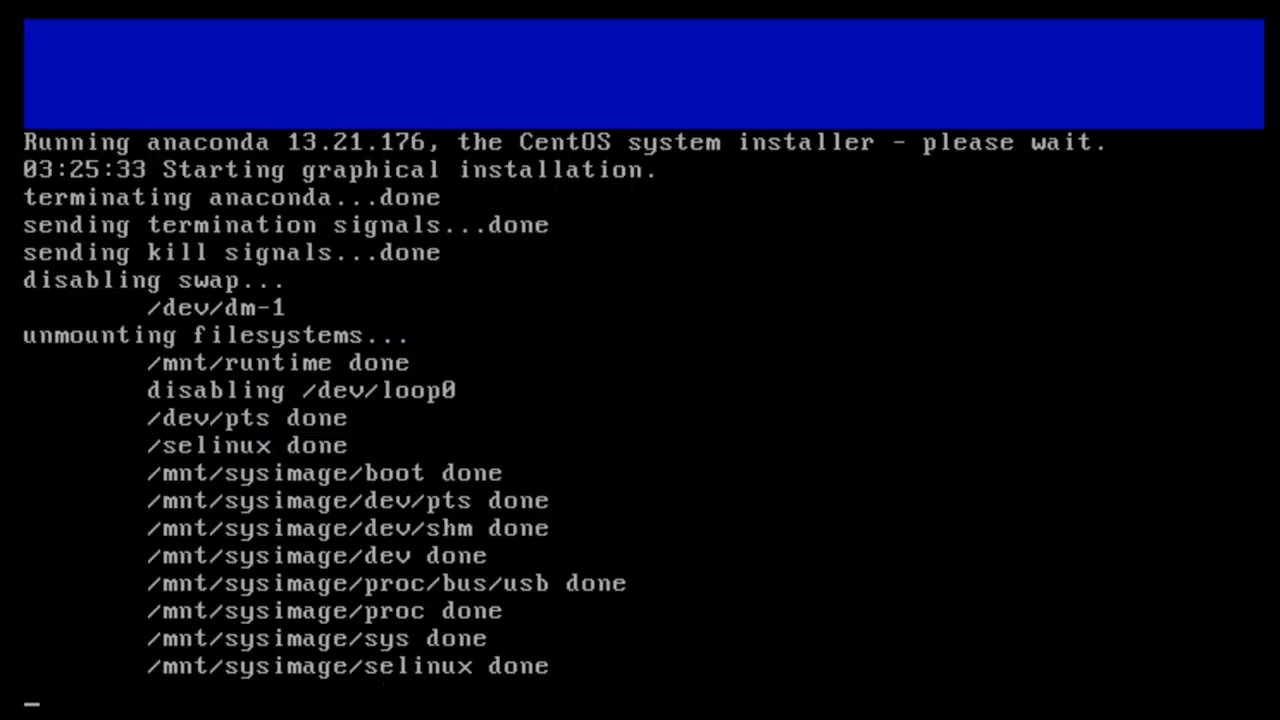 Running anaconda 13.21.176, the CentOS system installer - please wait.
03:25:33 Starting graphical installation.
terminating anaconda...done
sending termination signals...done
sending kill signals...done
disabling swap...
/dev/dm-1
unmounting filesystems...
/mnt/runtime done
disabling /dev/loop0
/dev/pts done
/selinux done
/mnt/sysimage/boot done
/mnt/sysimage/dev/pts done
/mnt/sysimage/dev/shm done
/mnt/sysimage/dev done
/mnt/sysimage/proc/bus/usb done
/mnt/sysimage/proc done
/mnt/sysimage/sys done
/mnt/sysimage/selinux done